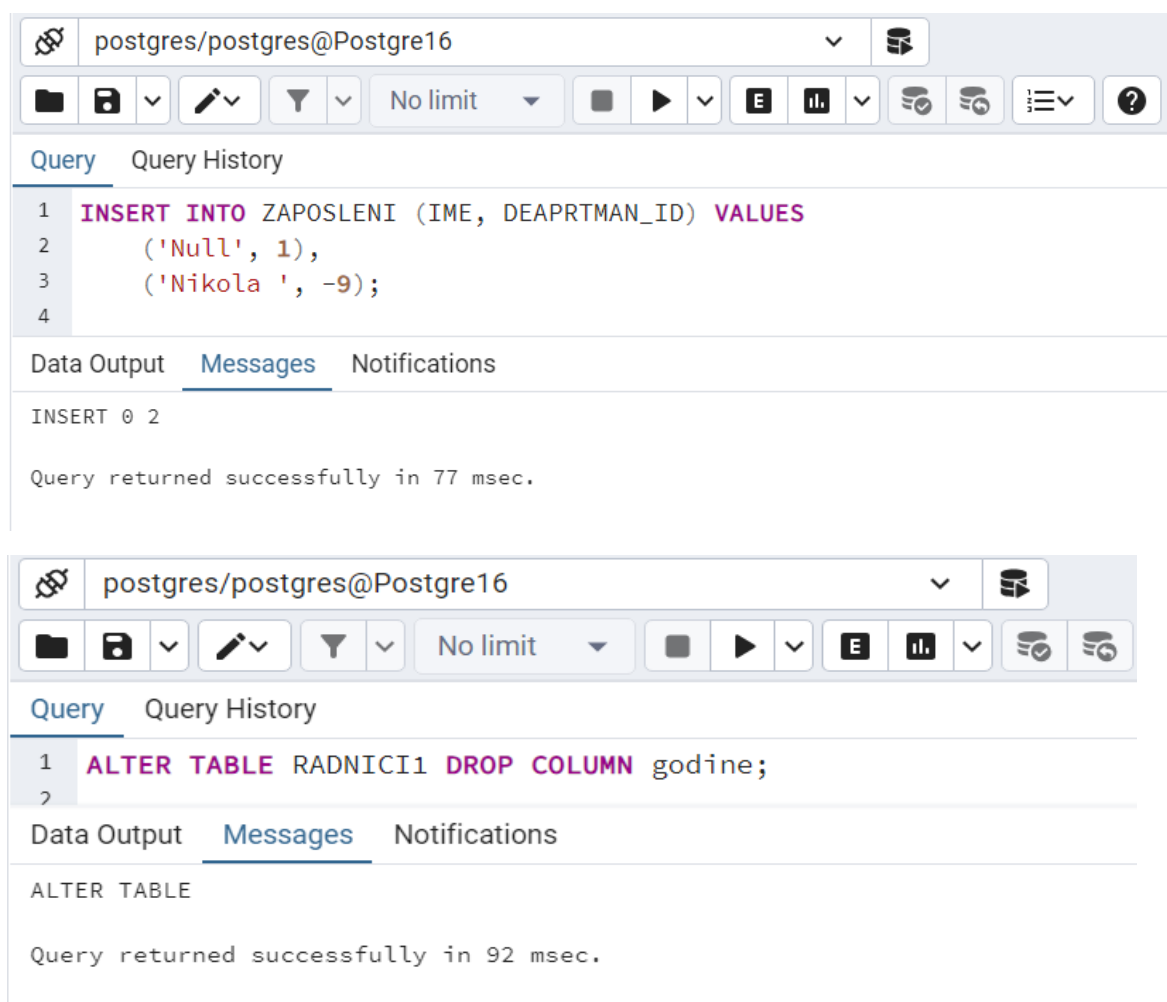 postgres/postgres@Postgre16
No limit
E
Query Query History
1 INSERT INTO ZAPOSLENI (IME, DEAPRTMAN_ID) VALUES
2 ('Null', 1),
3 ('Nikola ', -9);
4
Data Output Messages Notifications
INSERT 0 2
Query returned successfully in 77 msec.
postgres/postgres@Postgre16
No limit
E
Query Query History
1 ALTER TABLE RADNICI1 DROP COLUMN godine;
2
Data Output Messages Notifications
ALTER TABLE
Query returned successfully in 92 msec.